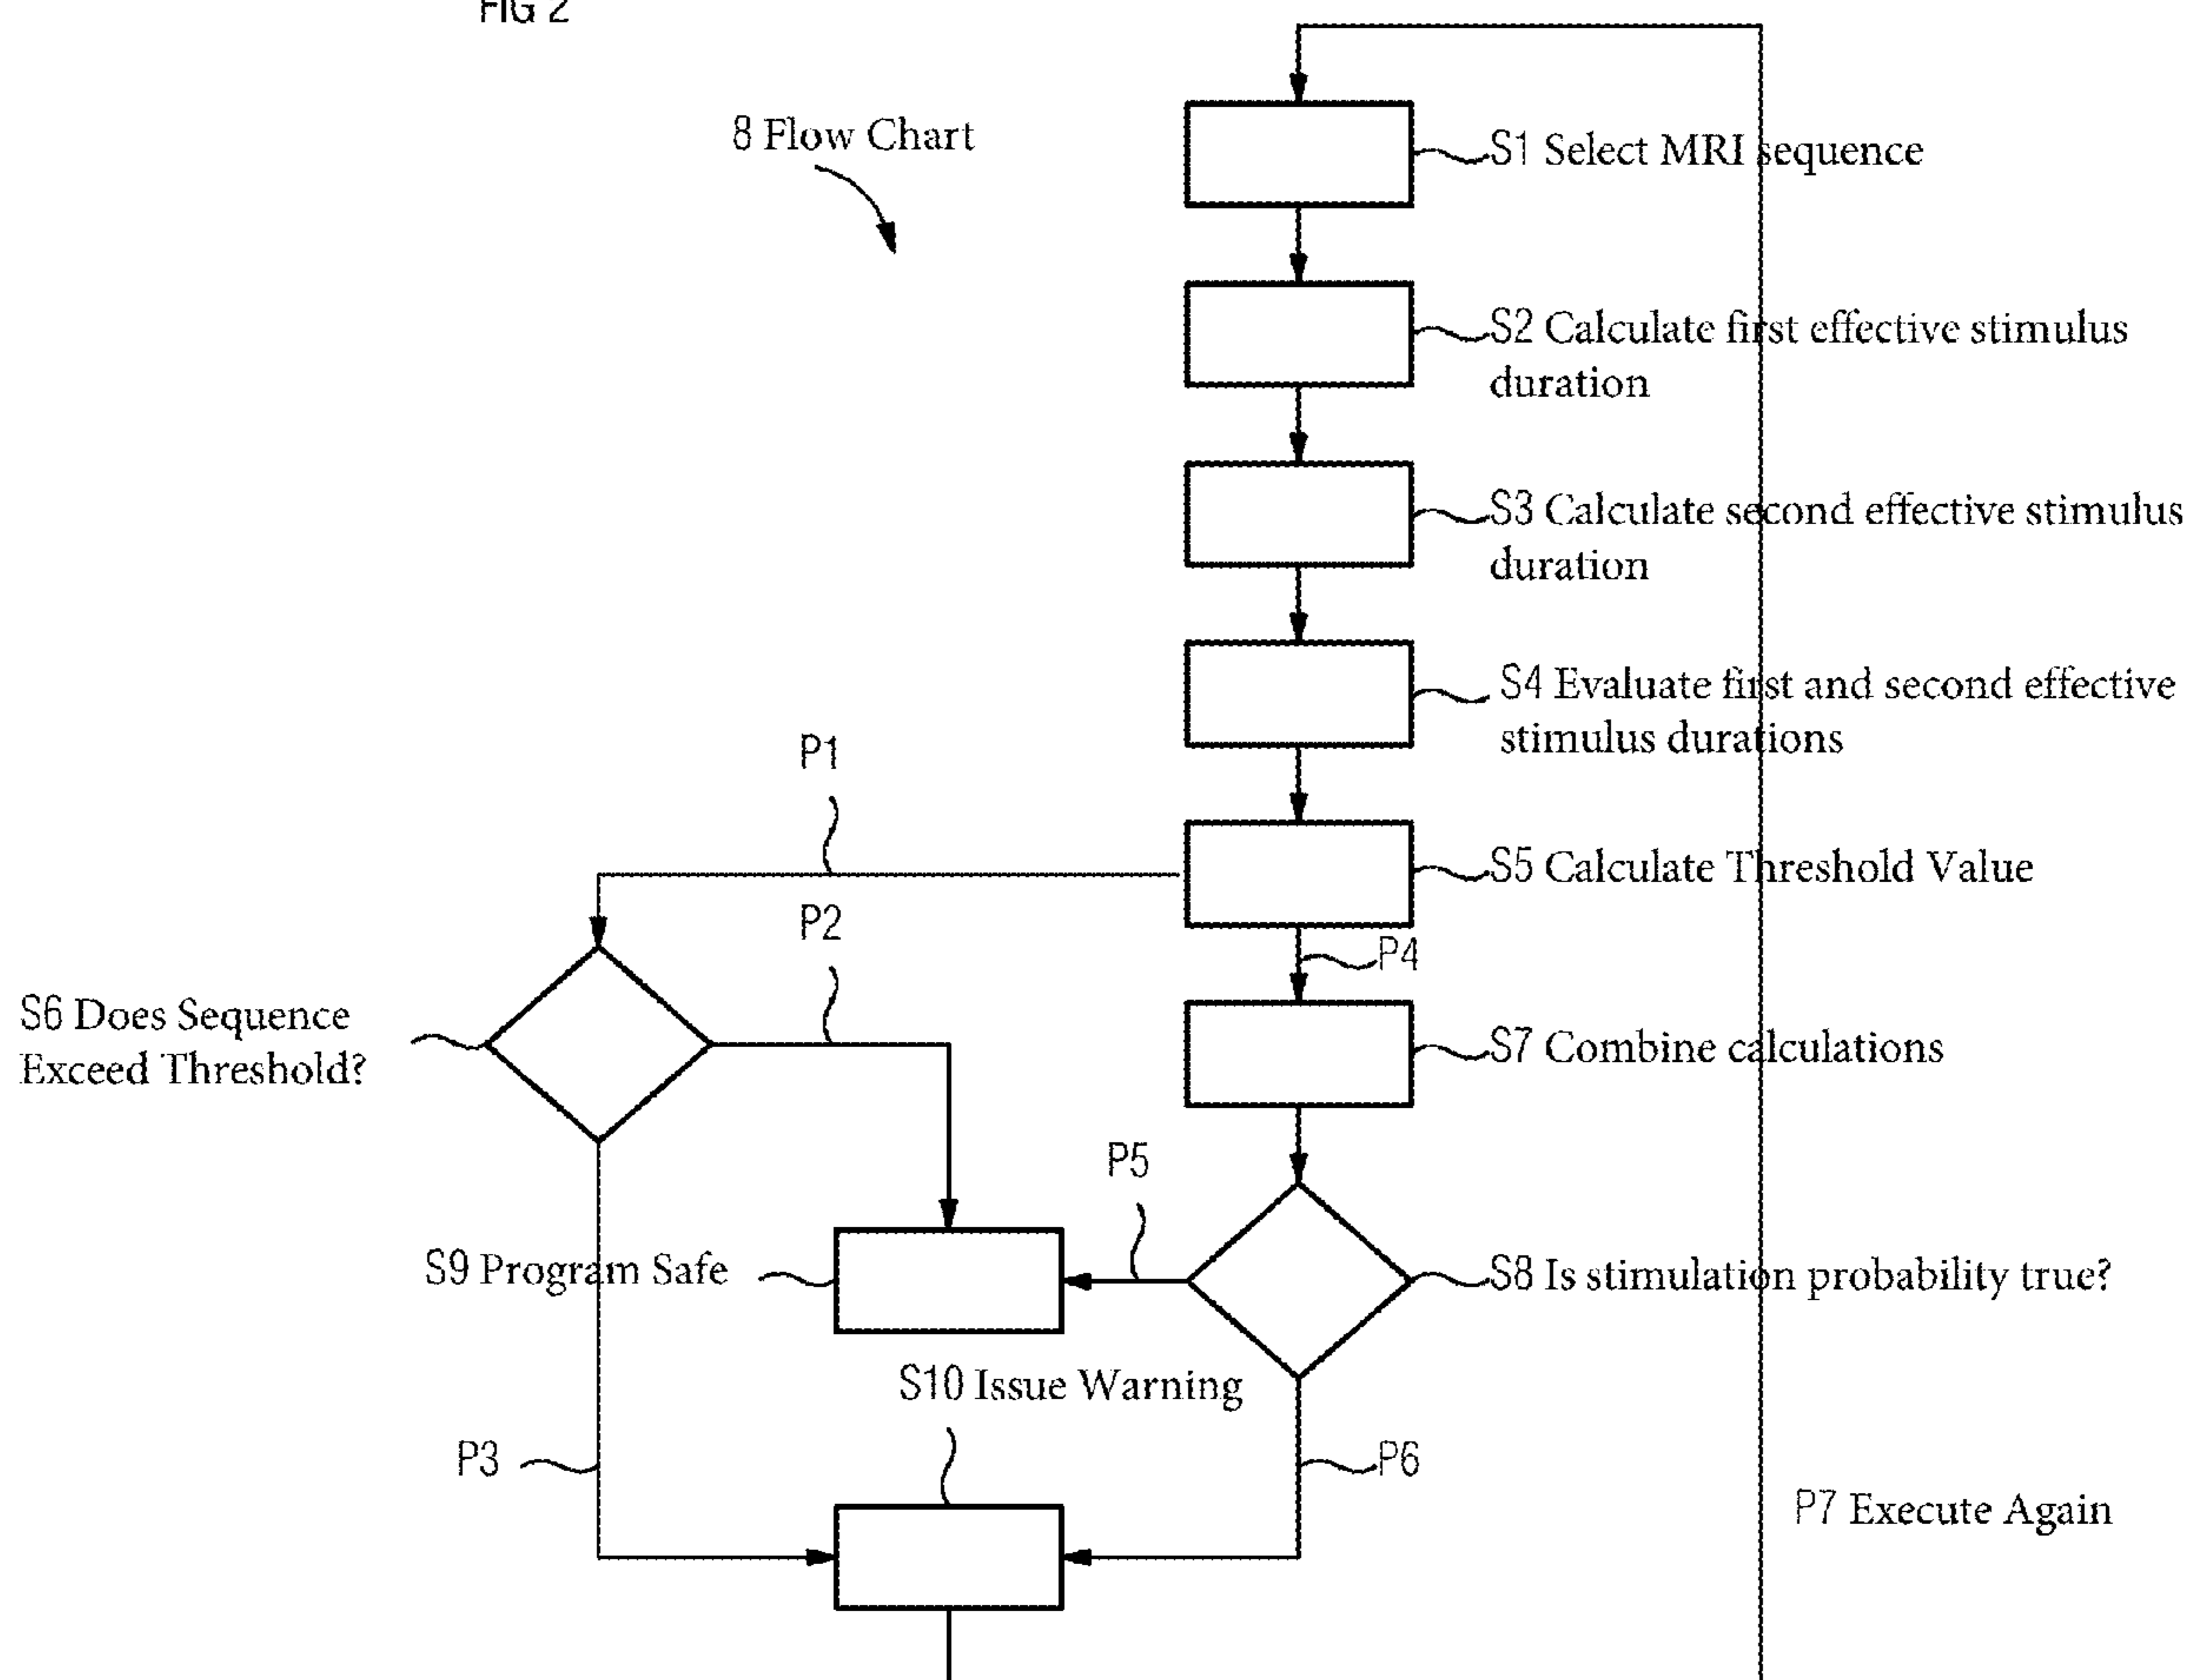 FIG 2
8 Flow Chart
S1 Select MRI sequence
S2 Calculate first effective stimulus
duration
S3 Calculate second effective stimulus
duration
S4 Evaluate first and second effective
stimulus durations
P1
S5 Calculate Threshold Value
P2
P4
S6 Does Sequence
Exceed Threshold?
S7 Combine calculations
P5
S9 Program Safe
S8 Is stimulation probability true?
S10 Issue Warning
P3
P6
P7 Execute Again